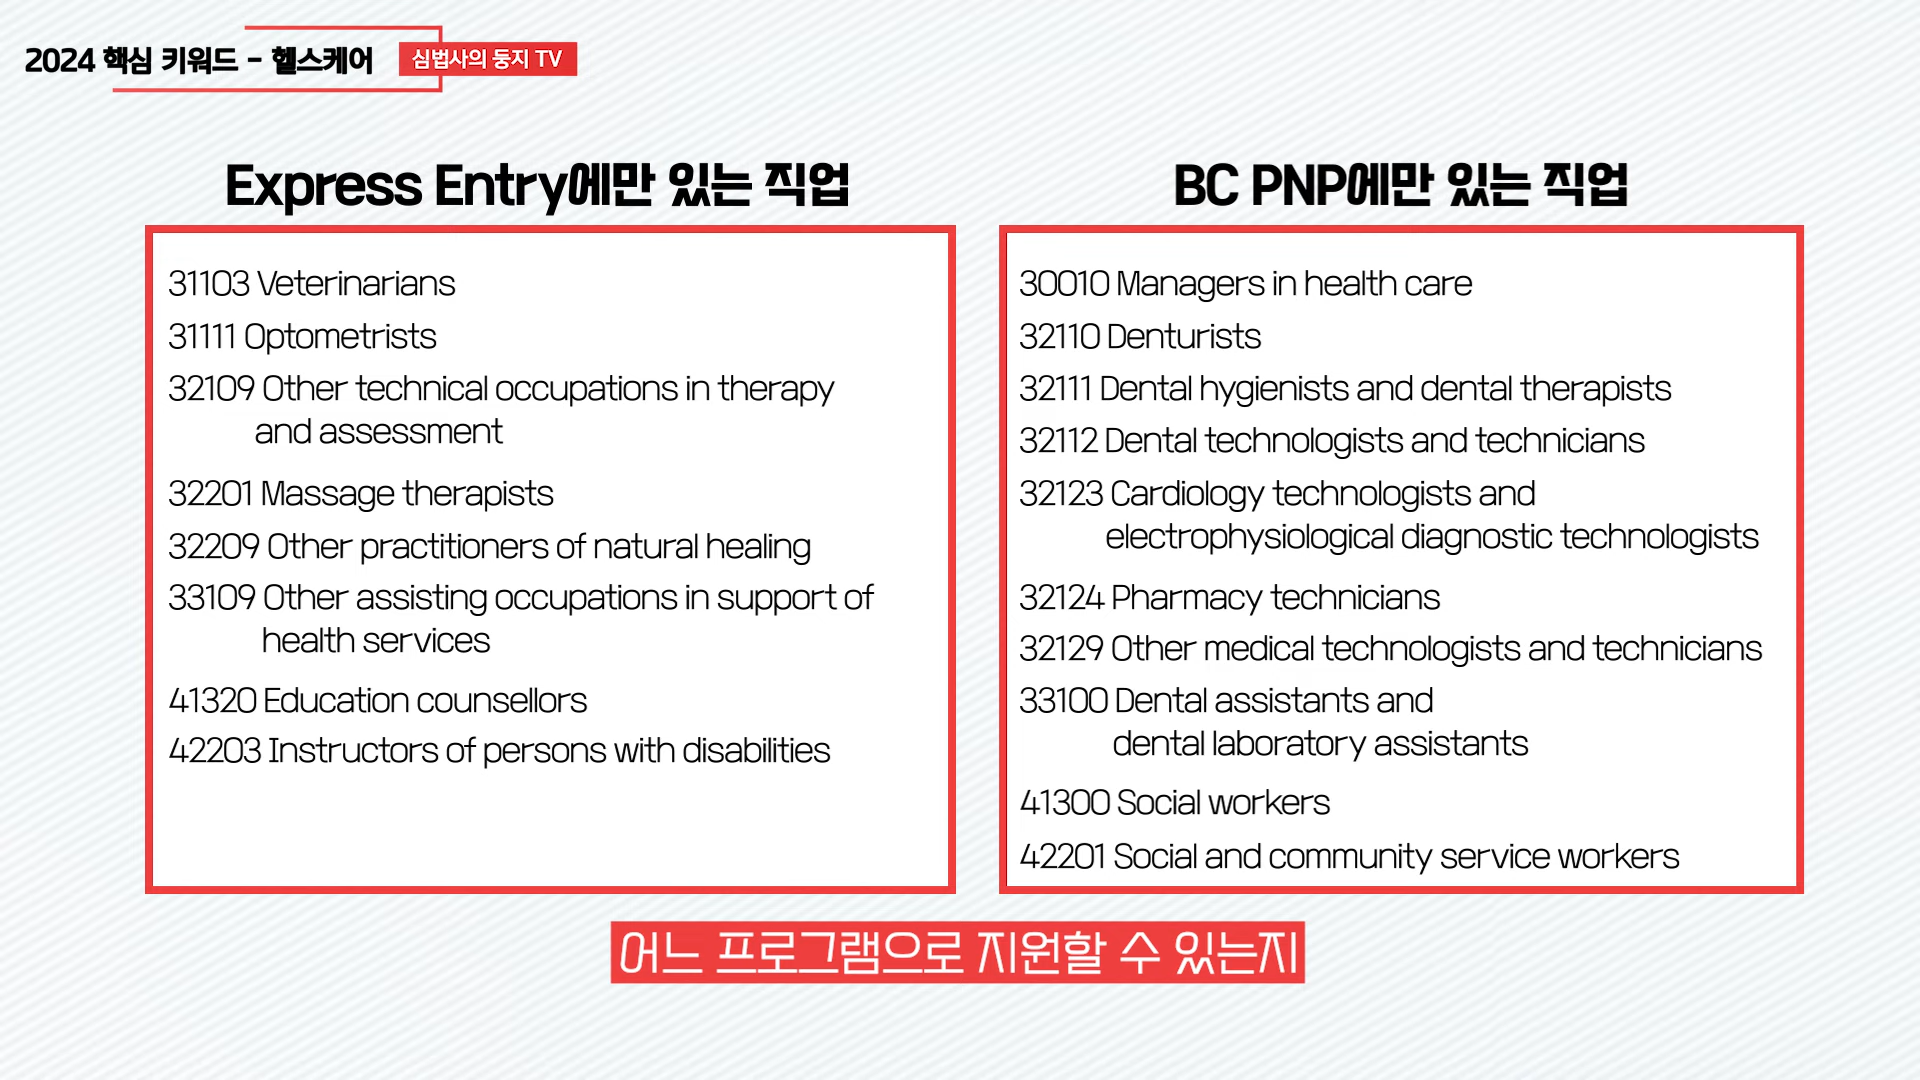 2024 핵심 키워드 - 헬스케어
심법사의 둥지 TV
Express Entry에만 있는 직업
31103 Veterinarians
31111 Optometrists
32109 Other technical occupations in therapy
and assessment
32201 Massage therapists
32209 Other practitioners of natural healing
33109 Other assisting occupations in support of
health services
41320 Education counsellors
42203 Instructors of persons with disabilities
BC PNP에만 있는 직업
30010 Managers in health care
32110 Denturists
32111 Dental hygienists and dental therapists
32112 Dental technologists and technicians
32123 Cardiology technologists and
electrophysiological diagnostic technologists
32124 Pharmacy technicians
32129 Other medical technologists and technicians
33100 Dental assistants and
dental laboratory assistants
41300 Social workers
42201 Social and community service workers
어느 프로그램으로 지원할 수 있는지